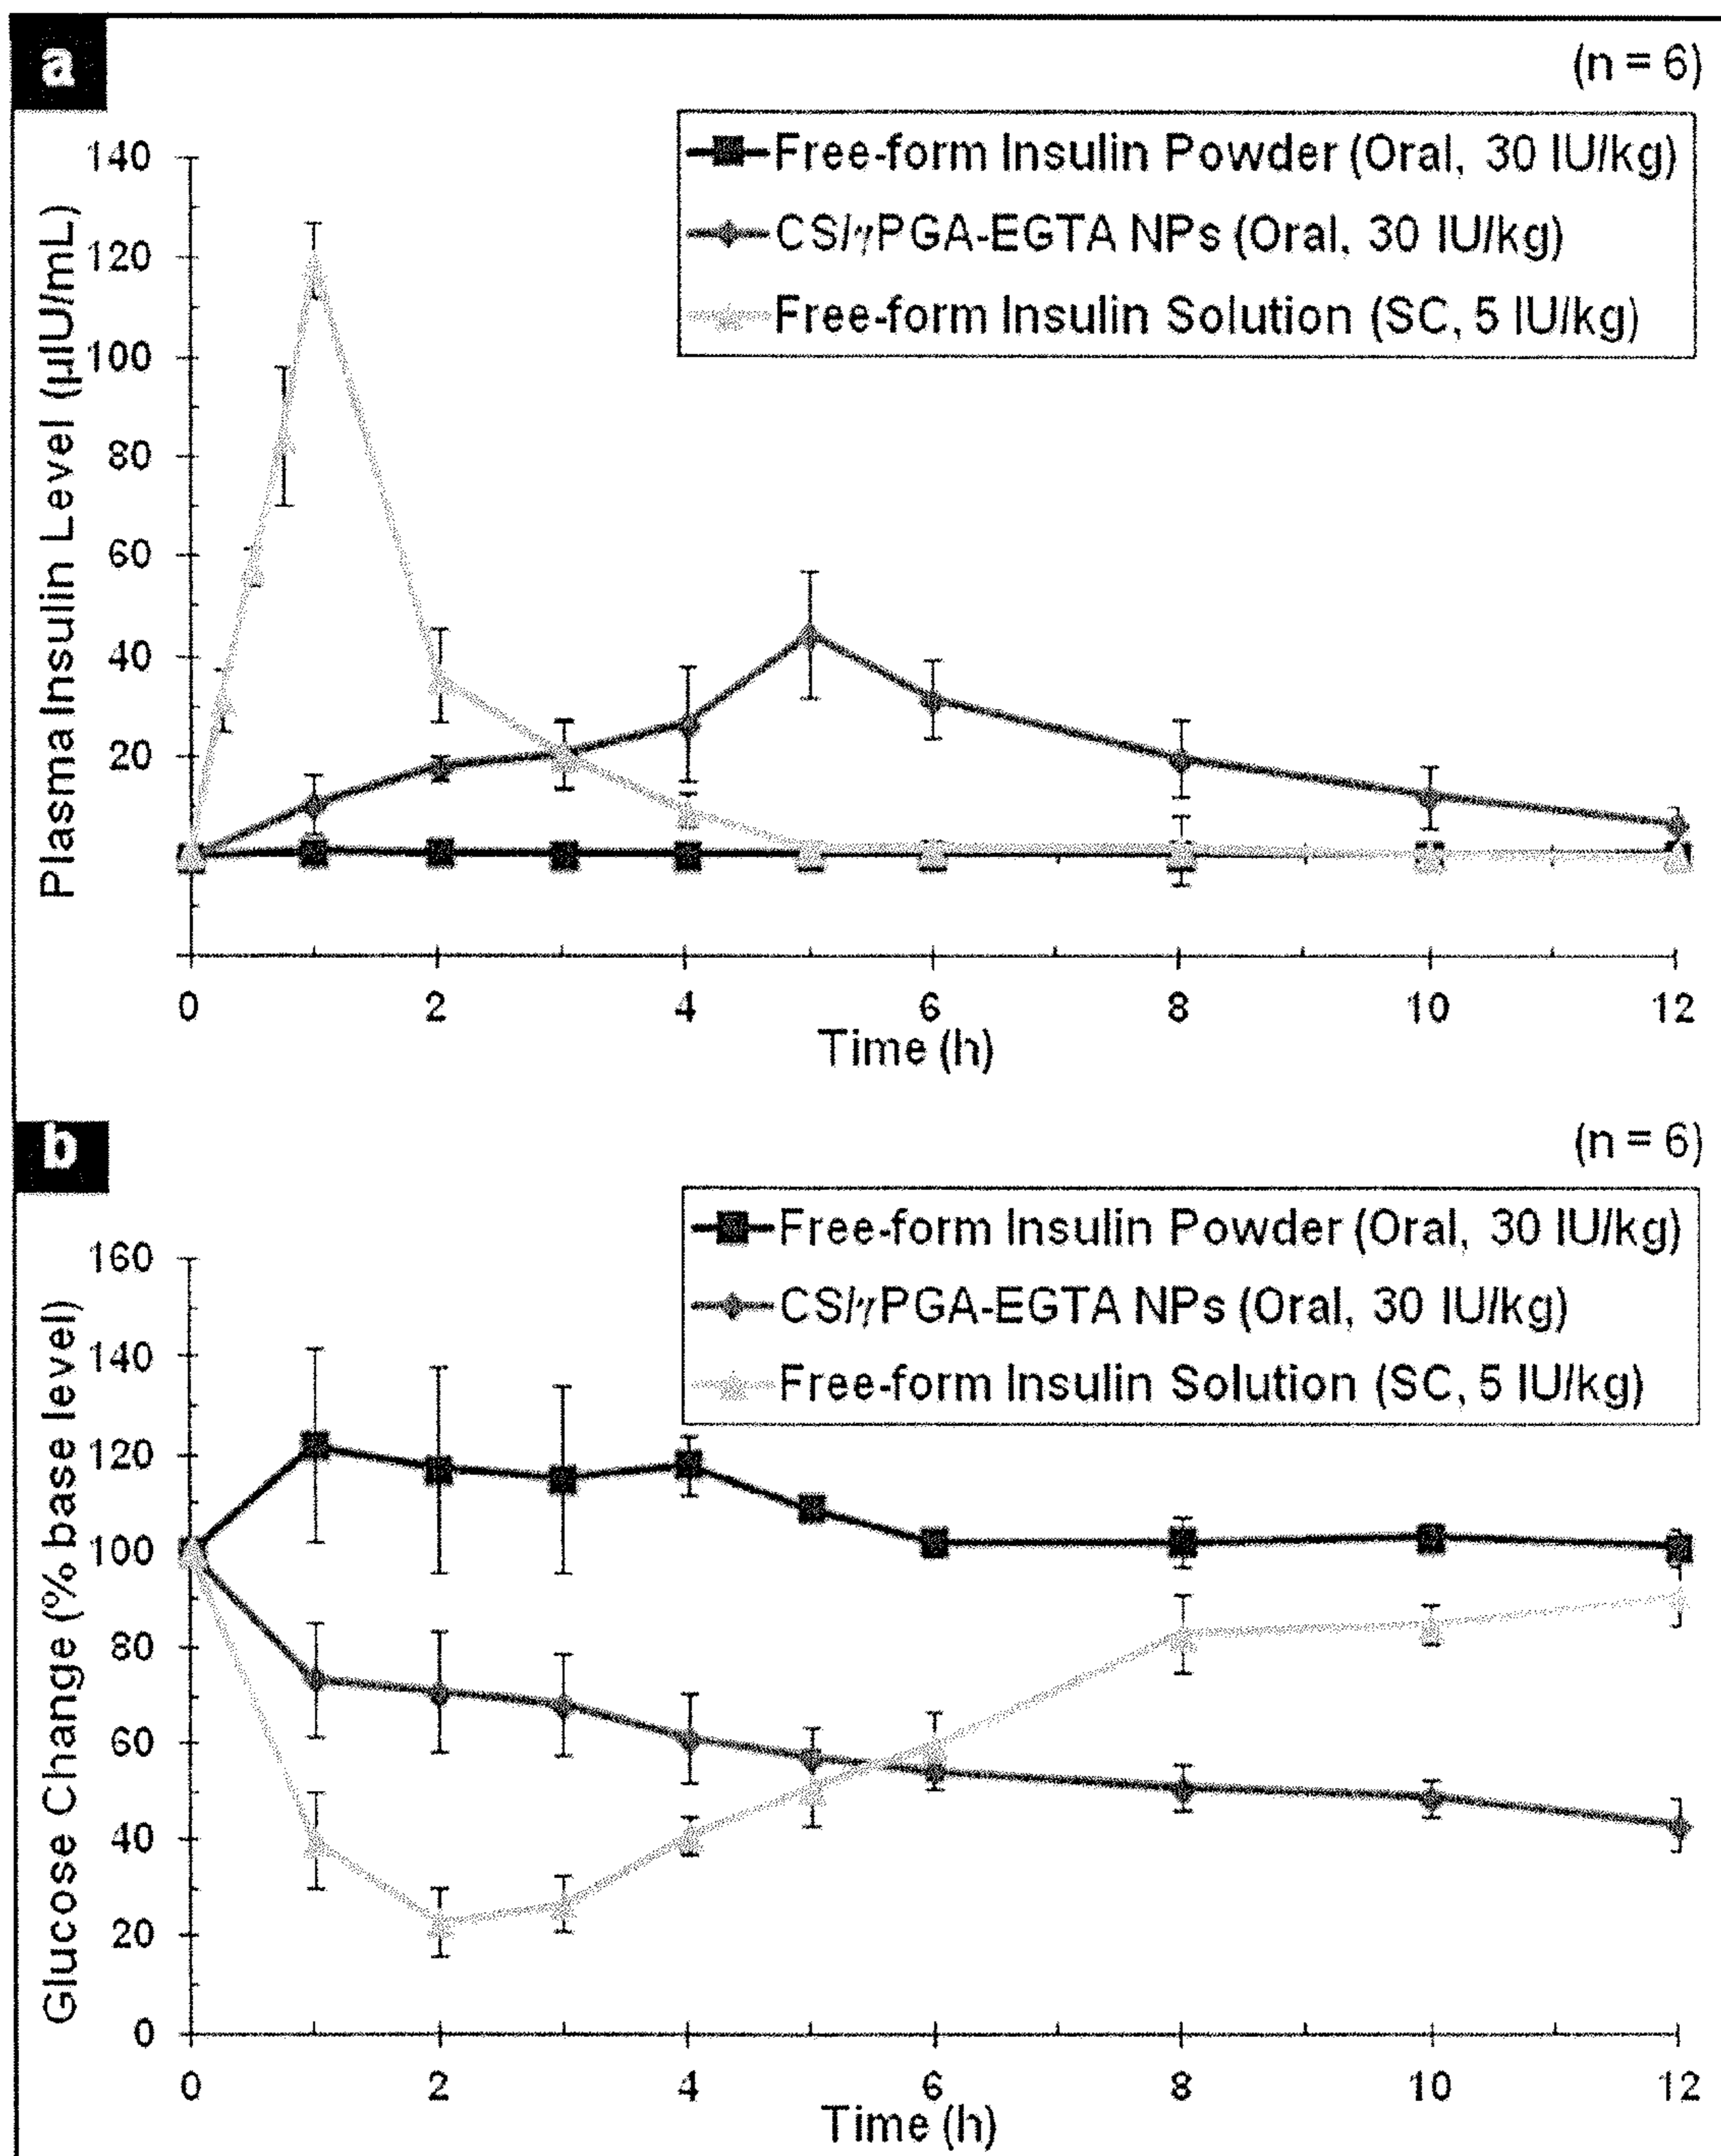 a
(n = 6)
Free-form Insulin Powder (Oral, 30 IU/kg)
CS/γPGA-EGTA NPs (Oral, 30 IU/kg)
Free-form Insulin Solution (SC, 5 IU/kg)
Plasma Insulin Level (μIU/mL)
140
120
100
80
60
40
20
0 2 4 6 8 10 12
Time (h)
b
(n = 6)
Free-form Insulin Powder (Oral, 30 IU/kg)
CS/γPGA-EGTA NPs (Oral, 30 IU/kg)
Free-form Insulin Solution (SC, 5 IU/kg)
Glucose Change (% base level)
160
140
120
100
80
60
40
20
0
0 2 4 6 8 10 12
Time (h)